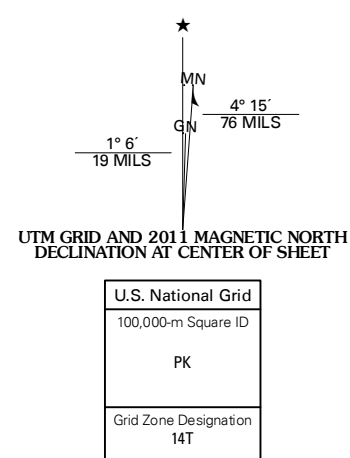 ★
MN
4° 15´
76 MILS
GN
1° 6´
19 MILS
UTM GRID AND 2011 MAGNETIC NORTH
DECLINATION AT CENTER OF SHEET
U.S. National Grid
100,000-m Square ID
PK
Grid Zone Designation
14T